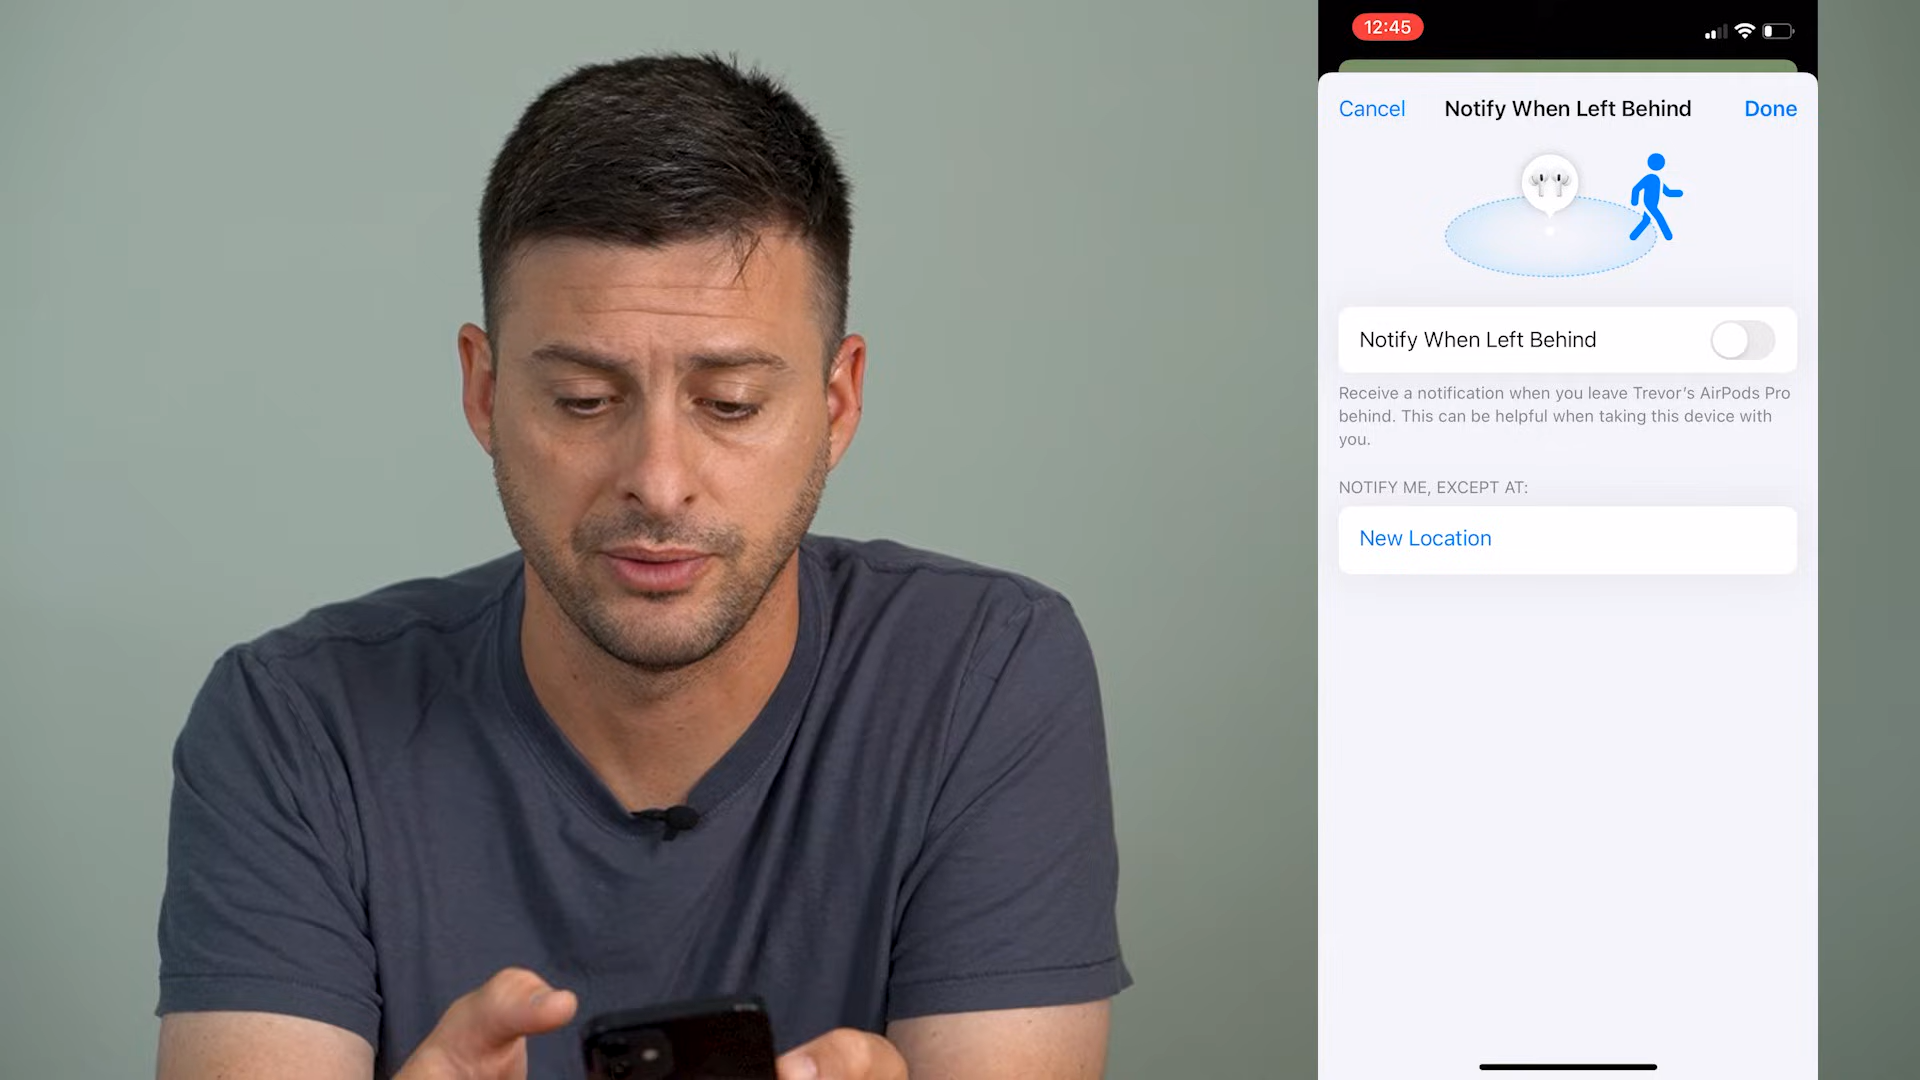 12:45
Cancel
Notify When Left Behind
Done
Notify When Left Behind
Receive a notification when you leave Trevor’s AirPods Pro
behind. This can be helpful when taking this device with
you.
NOTIFY ME, EXCEPT AT:
New Location